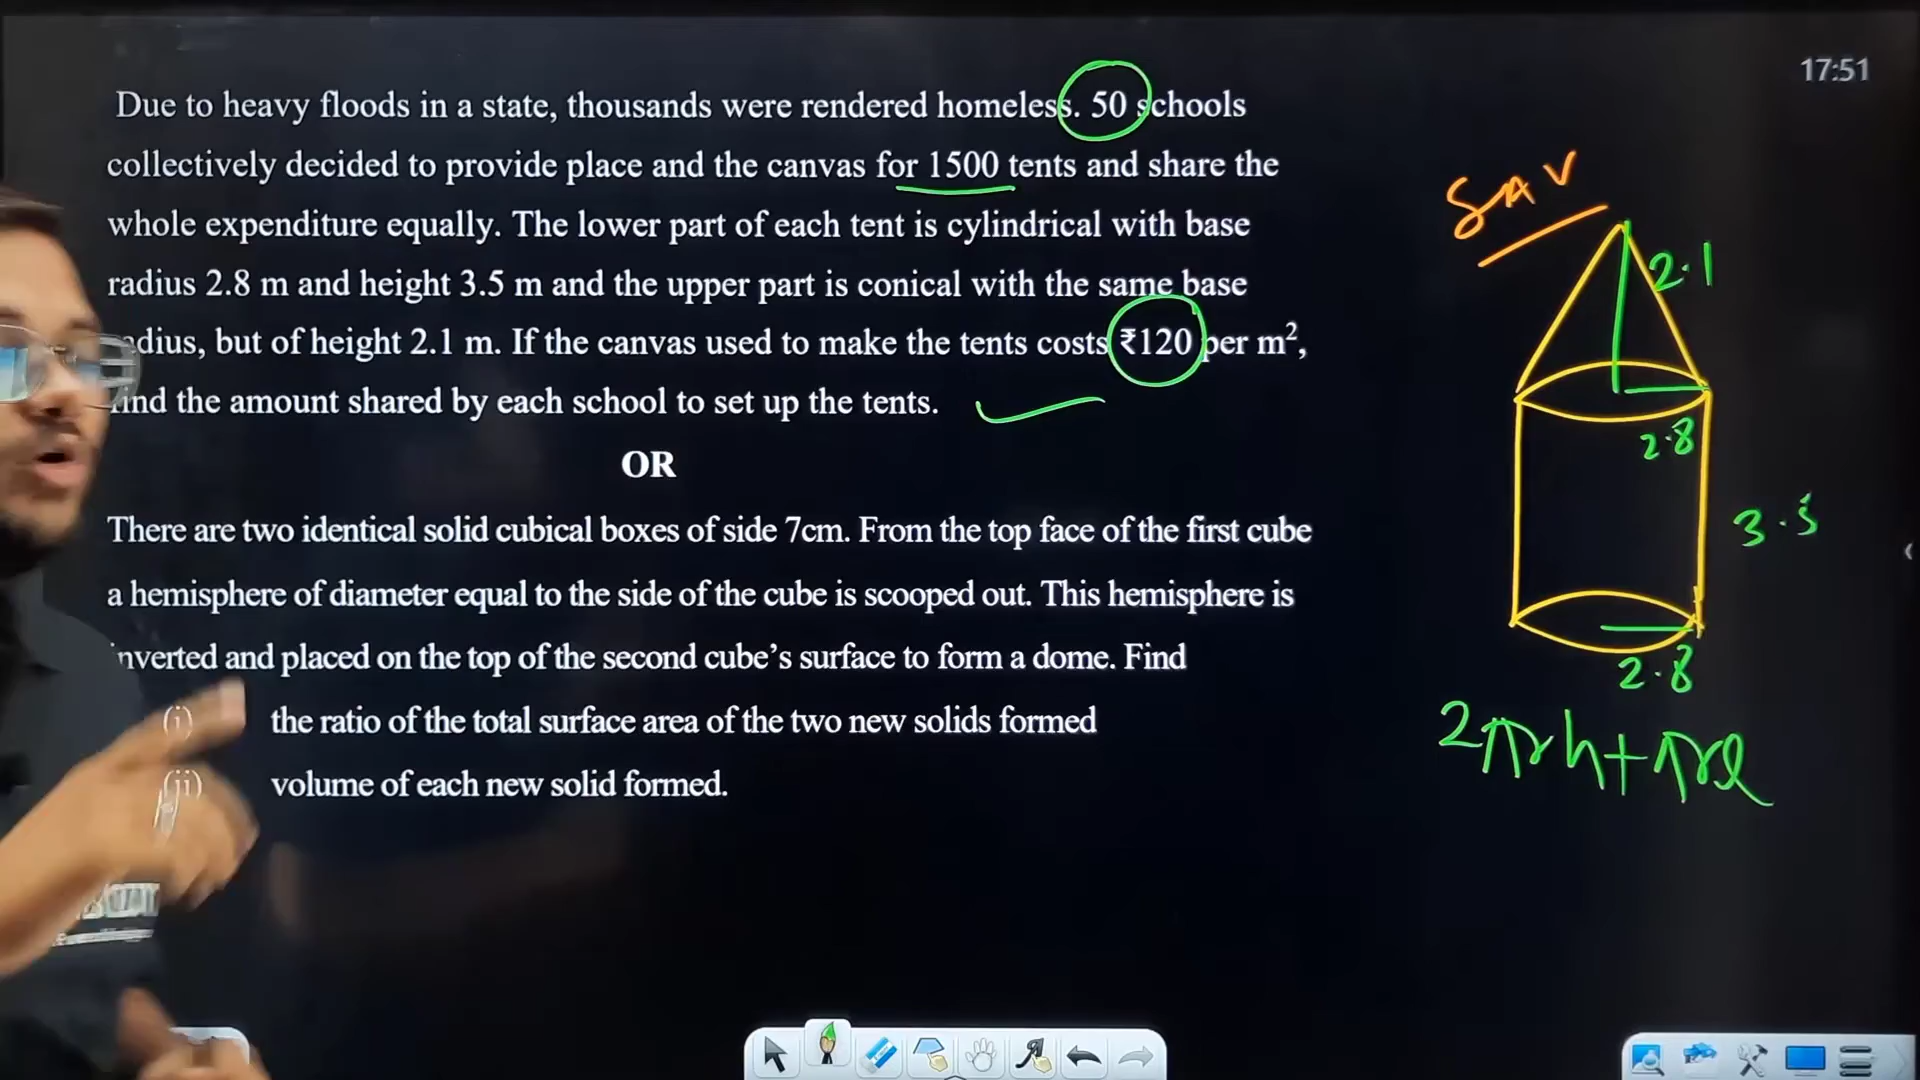 17:51
Due to heavy floods in a state, thousands were rendered homeless. 50 schools
collectively decided to provide place and the canvas for 1500 tents and share the
whole expenditure equally. The lower part of each tent is cylindrical with base
radius 2.8 m and height 3.5 m and the upper part is conical with the same base
radius, but of height 2.1 m. If the canvas used to make the tents costs ₹120 per m²,
find the amount shared by each school to set up the tents.
OR
There are two identical solid cubical boxes of side 7cm. From the top face of the first cube
a hemisphere of diameter equal to the side of the cube is scooped out. This hemisphere is
inverted and placed on the top of the second cube's surface to form a dome. Find
(i) the ratio of the total surface area of the two new solids formed
(ii) volume of each new solid formed.
2.1
2.8
3.5
2.8
2πrh+πrl